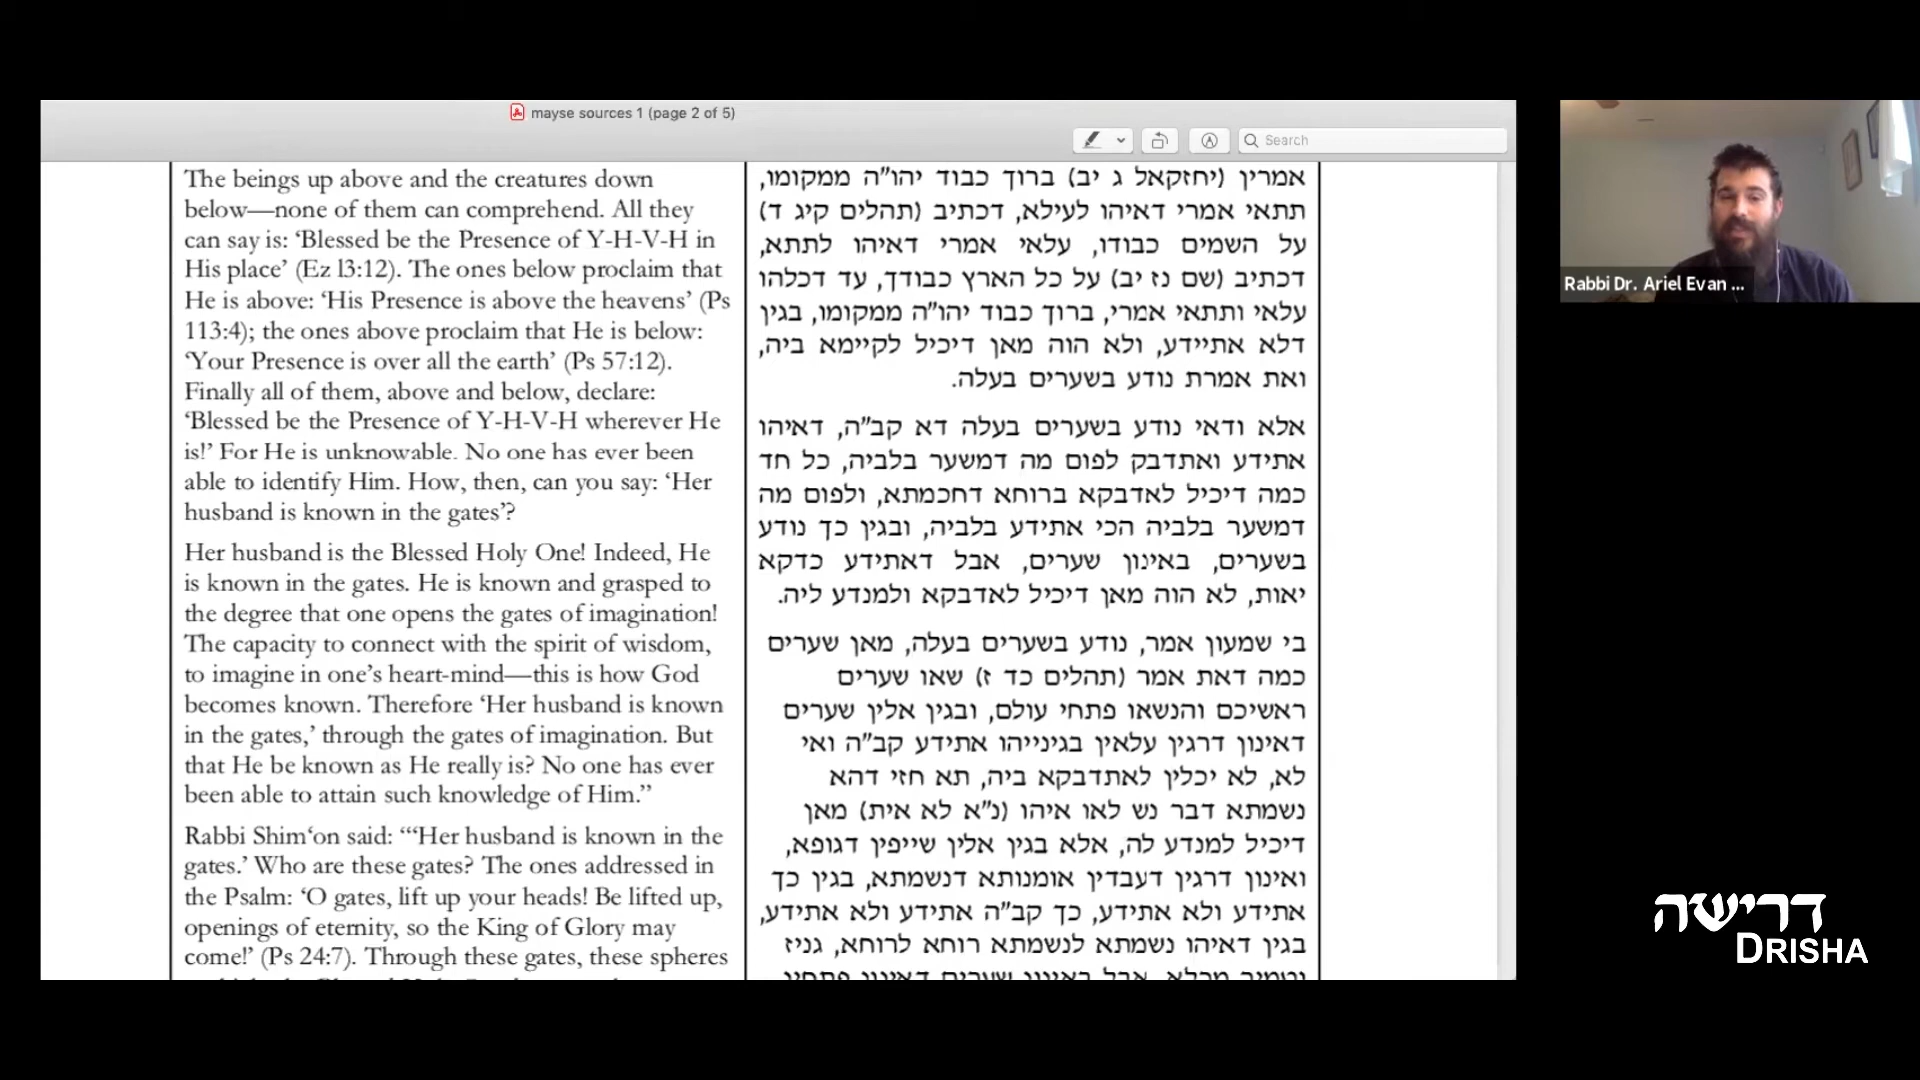 mayse sources 1 (page 2 of 5)
Search
The beings up above and the creatures down
below—none of them can comprehend. All they
can say is: ‘Blessed be the Presence of Y-H-V-H in
His place’ (Ez l3:12). The ones below proclaim that
He is above: ‘His Presence is above the heavens’ (Ps
113:4); the ones above proclaim that He is below:
‘Your Presence is over all the earth’ (Ps 57:12).
Finally all of them, above and below, declare:
‘Blessed be the Presence of Y-H-V-H wherever He
is!’ For He is unknowable. No one has ever been
able to identify Him. How, then, can you say: ‘Her
husband is known in the gates’?
Her husband is the Blessed Holy One! Indeed, He
is known in the gates. He is known and grasped to
the degree that one opens the gates of imagination!
The capacity to connect with the spirit of wisdom,
to imagine in one’s heart-mind—this is how God
becomes known. Therefore ‘Her husband is known
in the gates,’ through the gates of imagination. But
that He be known as He really is? No one has ever
been able to attain such knowledge of Him.”
Rabbi Shim‘on said: “‘Her husband is known in the
gates.’ Who are these gates? The ones addressed in
the Psalm: ‘O gates, lift up your heads! Be lifted up,
openings of eternity, so the King of Glory may
come!’ (Ps 24:7). Through these gates, these spheres
אמרין (יחזקאל ג יב) ברוך כבוד יהו"ה ממקומו,
תתאי אמרי דאיהו לעילא, דכתיב (תהלים קיג ד)
על השמים כבודו, עלאי אמרי דאיהו לתתא,
דכתיב (שם נז יב) על כל הארץ כבודך, עד דכלהו
עלאי ותתאי אמרי, ברוך כבוד יהו"ה ממקומו, בגין
דלא אתיידע, ולא הוה מאן דיכיל לקיימא ביה,
ואת אמרת נודע בשערים בעלה.
אלא ודאי נודע בשערים בעלה דא קב"ה, דאיהו
אתידע ואתדבק לפום מה דמשער בלביה, כל חד
כמה דיכיל לאדבקא ברוחא דחכמתא, ולפום מה
דמשער בלביה הכי אתידע בלביה, ובגין כך נודע
בשערים, באינון שערים, אבל דאתידע כדקא
יאות, לא הוה מאן דיכיל לאדבקא ולמנדע ליה.
בי שמעון אמר, נודע בשערים בעלה, מאן שערים
כמה דאת אמר (תהלים כד ז) שאו שערים
ראשיכם והנשאו פתחי עולם, ובגין אלין שערים
דאינון דרגין עלאין בגינייהו אתידע קב"ה ואי
לא, לא יכלין לאתדבקא ביה, תא חזי דהא
נשמתא דבר נש לאו איהו (נ"א לא אית) מאן
דיכיל למנדע לה, אלא בגין אלין שייפין דגופא,
ואינון דרגין דעבדין אומנותא דנשמתא, בגין כך
אתידע ולא אתידע, כך קב"ה אתידע ולא אתידע,
בגין דאיהו נשמתא לנשמתא רוחא לרוחא, גניז
וטמיר מכלא, אבל באינון שערים דאינון פתחין
Rabbi Dr. Ariel Evan ...
דרישה
DRISHA